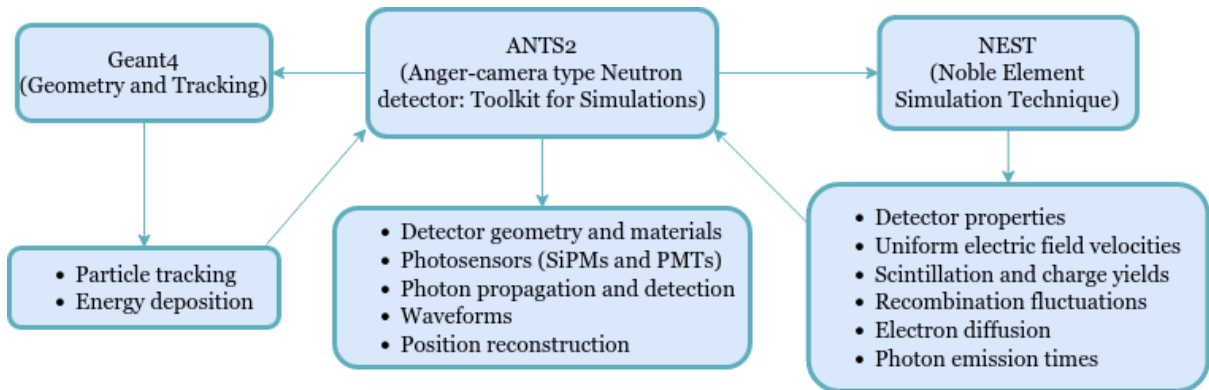 Geant4
(Geometry and Tracking)
ANTS2
(Anger-camera type Neutron
detector: Toolkit for Simulations)
NEST
(Noble Element
Simulation Technique)
• Particle tracking
• Energy deposition
• Detector geometry and materials
• Photosensors (SiPMs and PMTs)
• Photon propagation and detection
• Waveforms
• Position reconstruction
• Detector properties
• Uniform electric field velocities
• Scintillation and charge yields
• Recombination fluctuations
• Electron diffusion
• Photon emission times